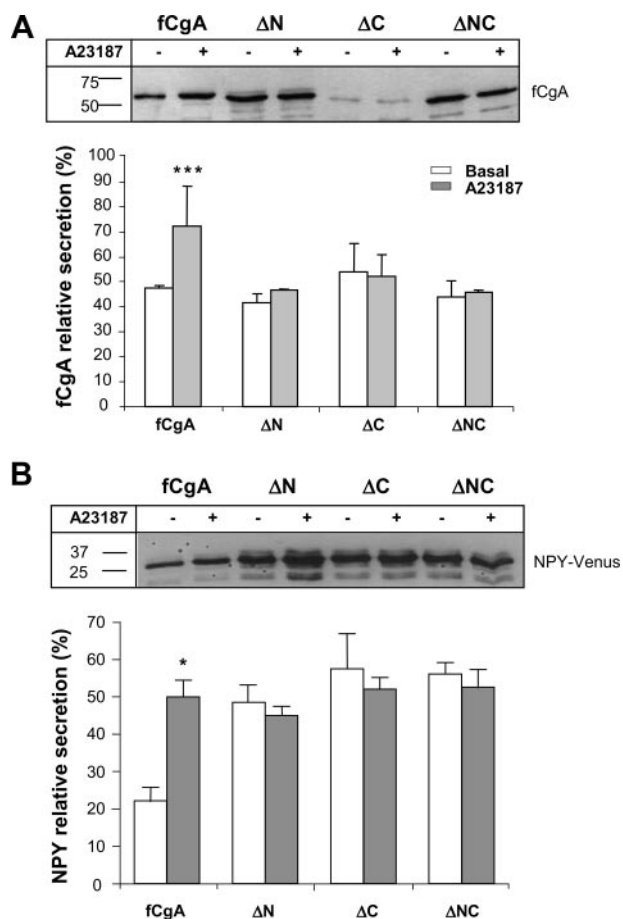 A
fCgA ΔN ΔC ΔNC
A23187 - + - + - + - +
75
50
fCgA
fCgA relative secretion (%)
100
90
80
70
60
50
40
30
20
10
0
***
Basal
A23187
fCgA ΔN ΔC ΔNC
B
fCgA ΔN ΔC ΔNC
A23187 - + - + - + - +
37
25
NPY-Venus
NPY relative secretion (%)
70
60
50
40
30
20
10
0
*
fCgA ΔN ΔC ΔNC